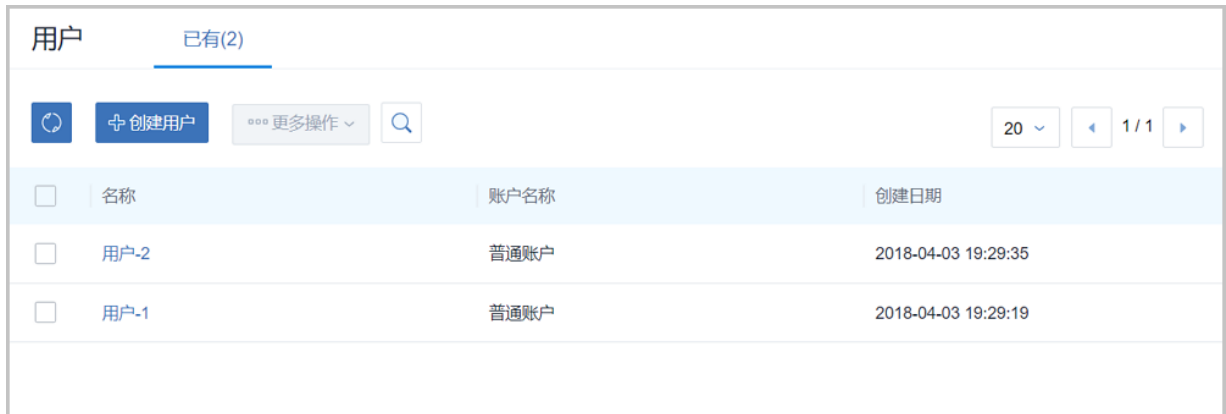 用户 已有(2)
创建用户 更多操作 20 1 / 1
名称 账户名称 创建日期
用户-2 普通账户 2018-04-03 19:29:35
用户-1 普通账户 2018-04-03 19:29:19